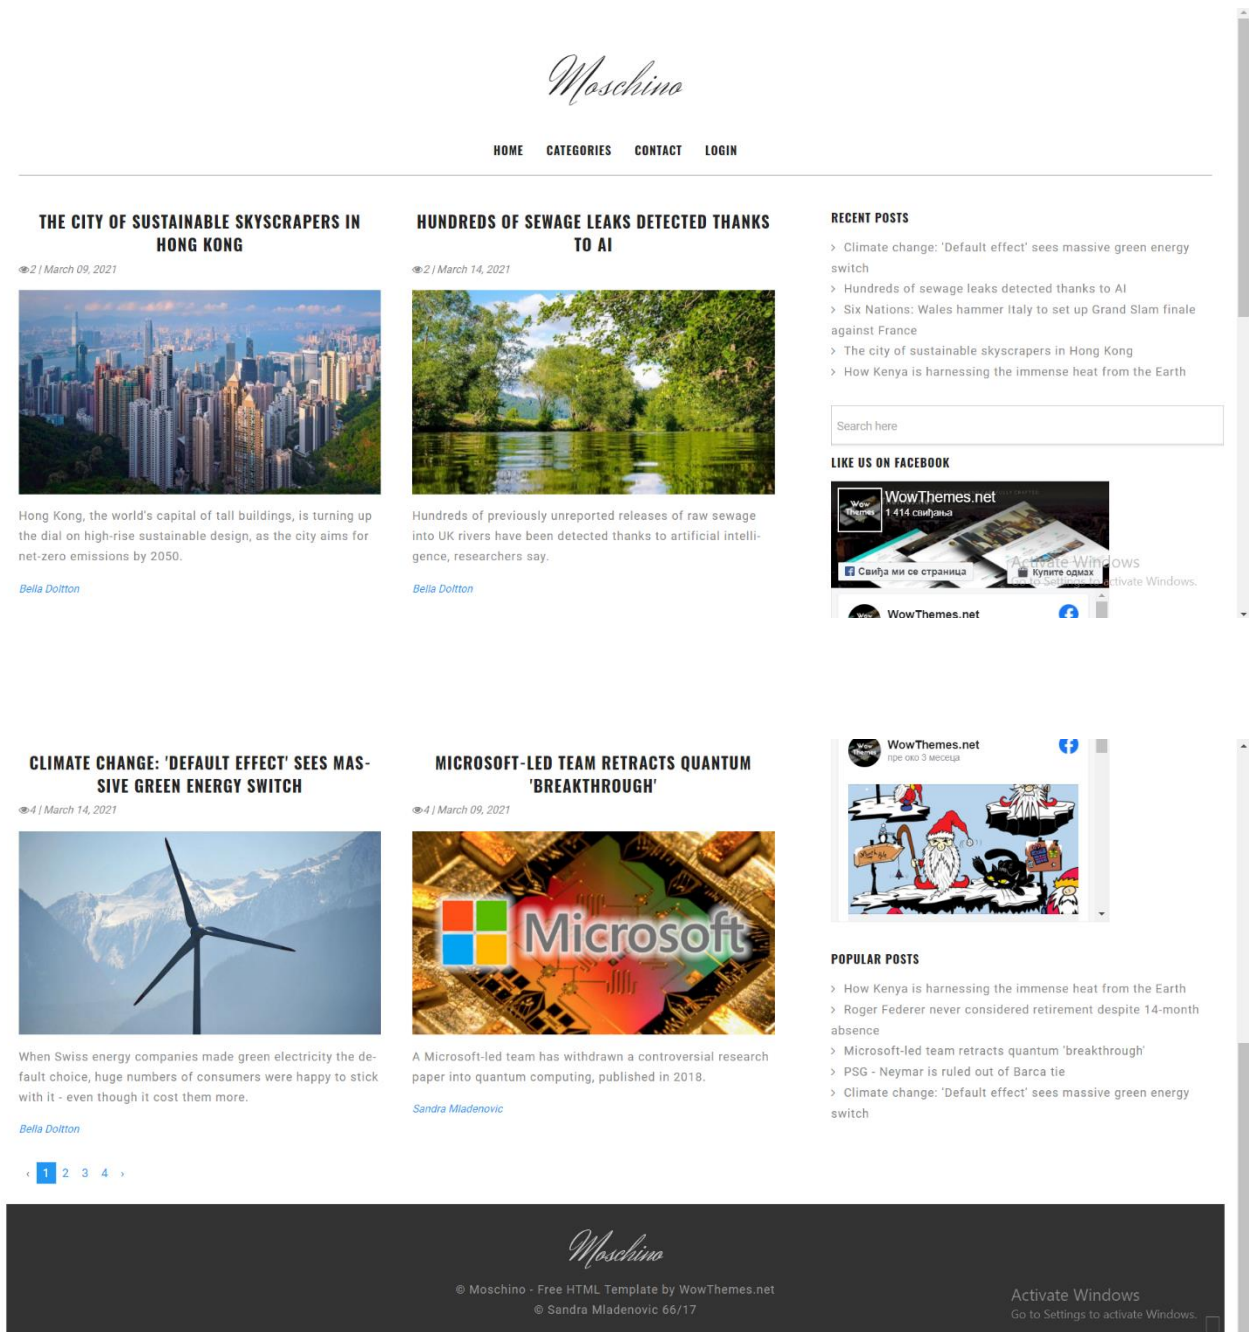 Moschino
HOME CATEGORIES CONTACT LOGIN
THE CITY OF SUSTAINABLE SKYSCRAPERS IN
HONG KONG
2 | March 09, 2021
Hong Kong, the world's capital of tall buildings, is turning up
the dial on high-rise sustainable design, as the city aims for
net-zero emissions by 2050.
Bella Doltton
HUNDREDS OF SEWAGE LEAKS DETECTED THANKS
TO AI
2 | March 14, 2021
Hundreds of previously unreported releases of raw sewage
into UK rivers have been detected thanks to artificial intelli-
gence, researchers say.
Bella Doltton
RECENT POSTS
> Climate change: 'Default effect' sees massive green energy
switch
> Hundreds of sewage leaks detected thanks to AI
> Six Nations: Wales hammer Italy to set up Grand Slam finale
against France
> The city of sustainable skyscrapers in Hong Kong
> How Kenya is harnessing the immense heat from the Earth
Search here
LIKE US ON FACEBOOK
Wow
Themes
WowThemes.net
1.414 свиђања
Свиђа ми се страница
Купите одмах
Activate Windows
Go to Settings to activate Windows.
WowThemes.net
CLIMATE CHANGE: 'DEFAULT EFFECT' SEES MAS-
SIVE GREEN ENERGY SWITCH
4 | March 14, 2021
When Swiss energy companies made green electricity the de-
fault choice, huge numbers of consumers were happy to stick
with it - even though it cost them more.
Bella Doltton
MICROSOFT-LED TEAM RETRACTS QUANTUM
'BREAKTHROUGH'
4 | March 09, 2021
Microsoft
A Microsoft-led team has withdrawn a controversial research
paper into quantum computing, published in 2018.
Sandra Mladenovic
Wow
Themes
WowThemes.net
пре око 3 месеца
POPULAR POSTS
> How Kenya is harnessing the immense heat from the Earth
> Roger Federer never considered retirement despite 14-month
absence
> Microsoft-led team retracts quantum 'breakthrough'
> PSG - Neymar is ruled out of Barca tie
> Climate change: 'Default effect' sees massive green energy
switch
‹ 1 2 3 4 ›
Moschino
© Moschino - Free HTML Template by WowThemes.net
© Sandra Mladenovic 66/17
Activate Windows
Go to Settings to activate Windows.